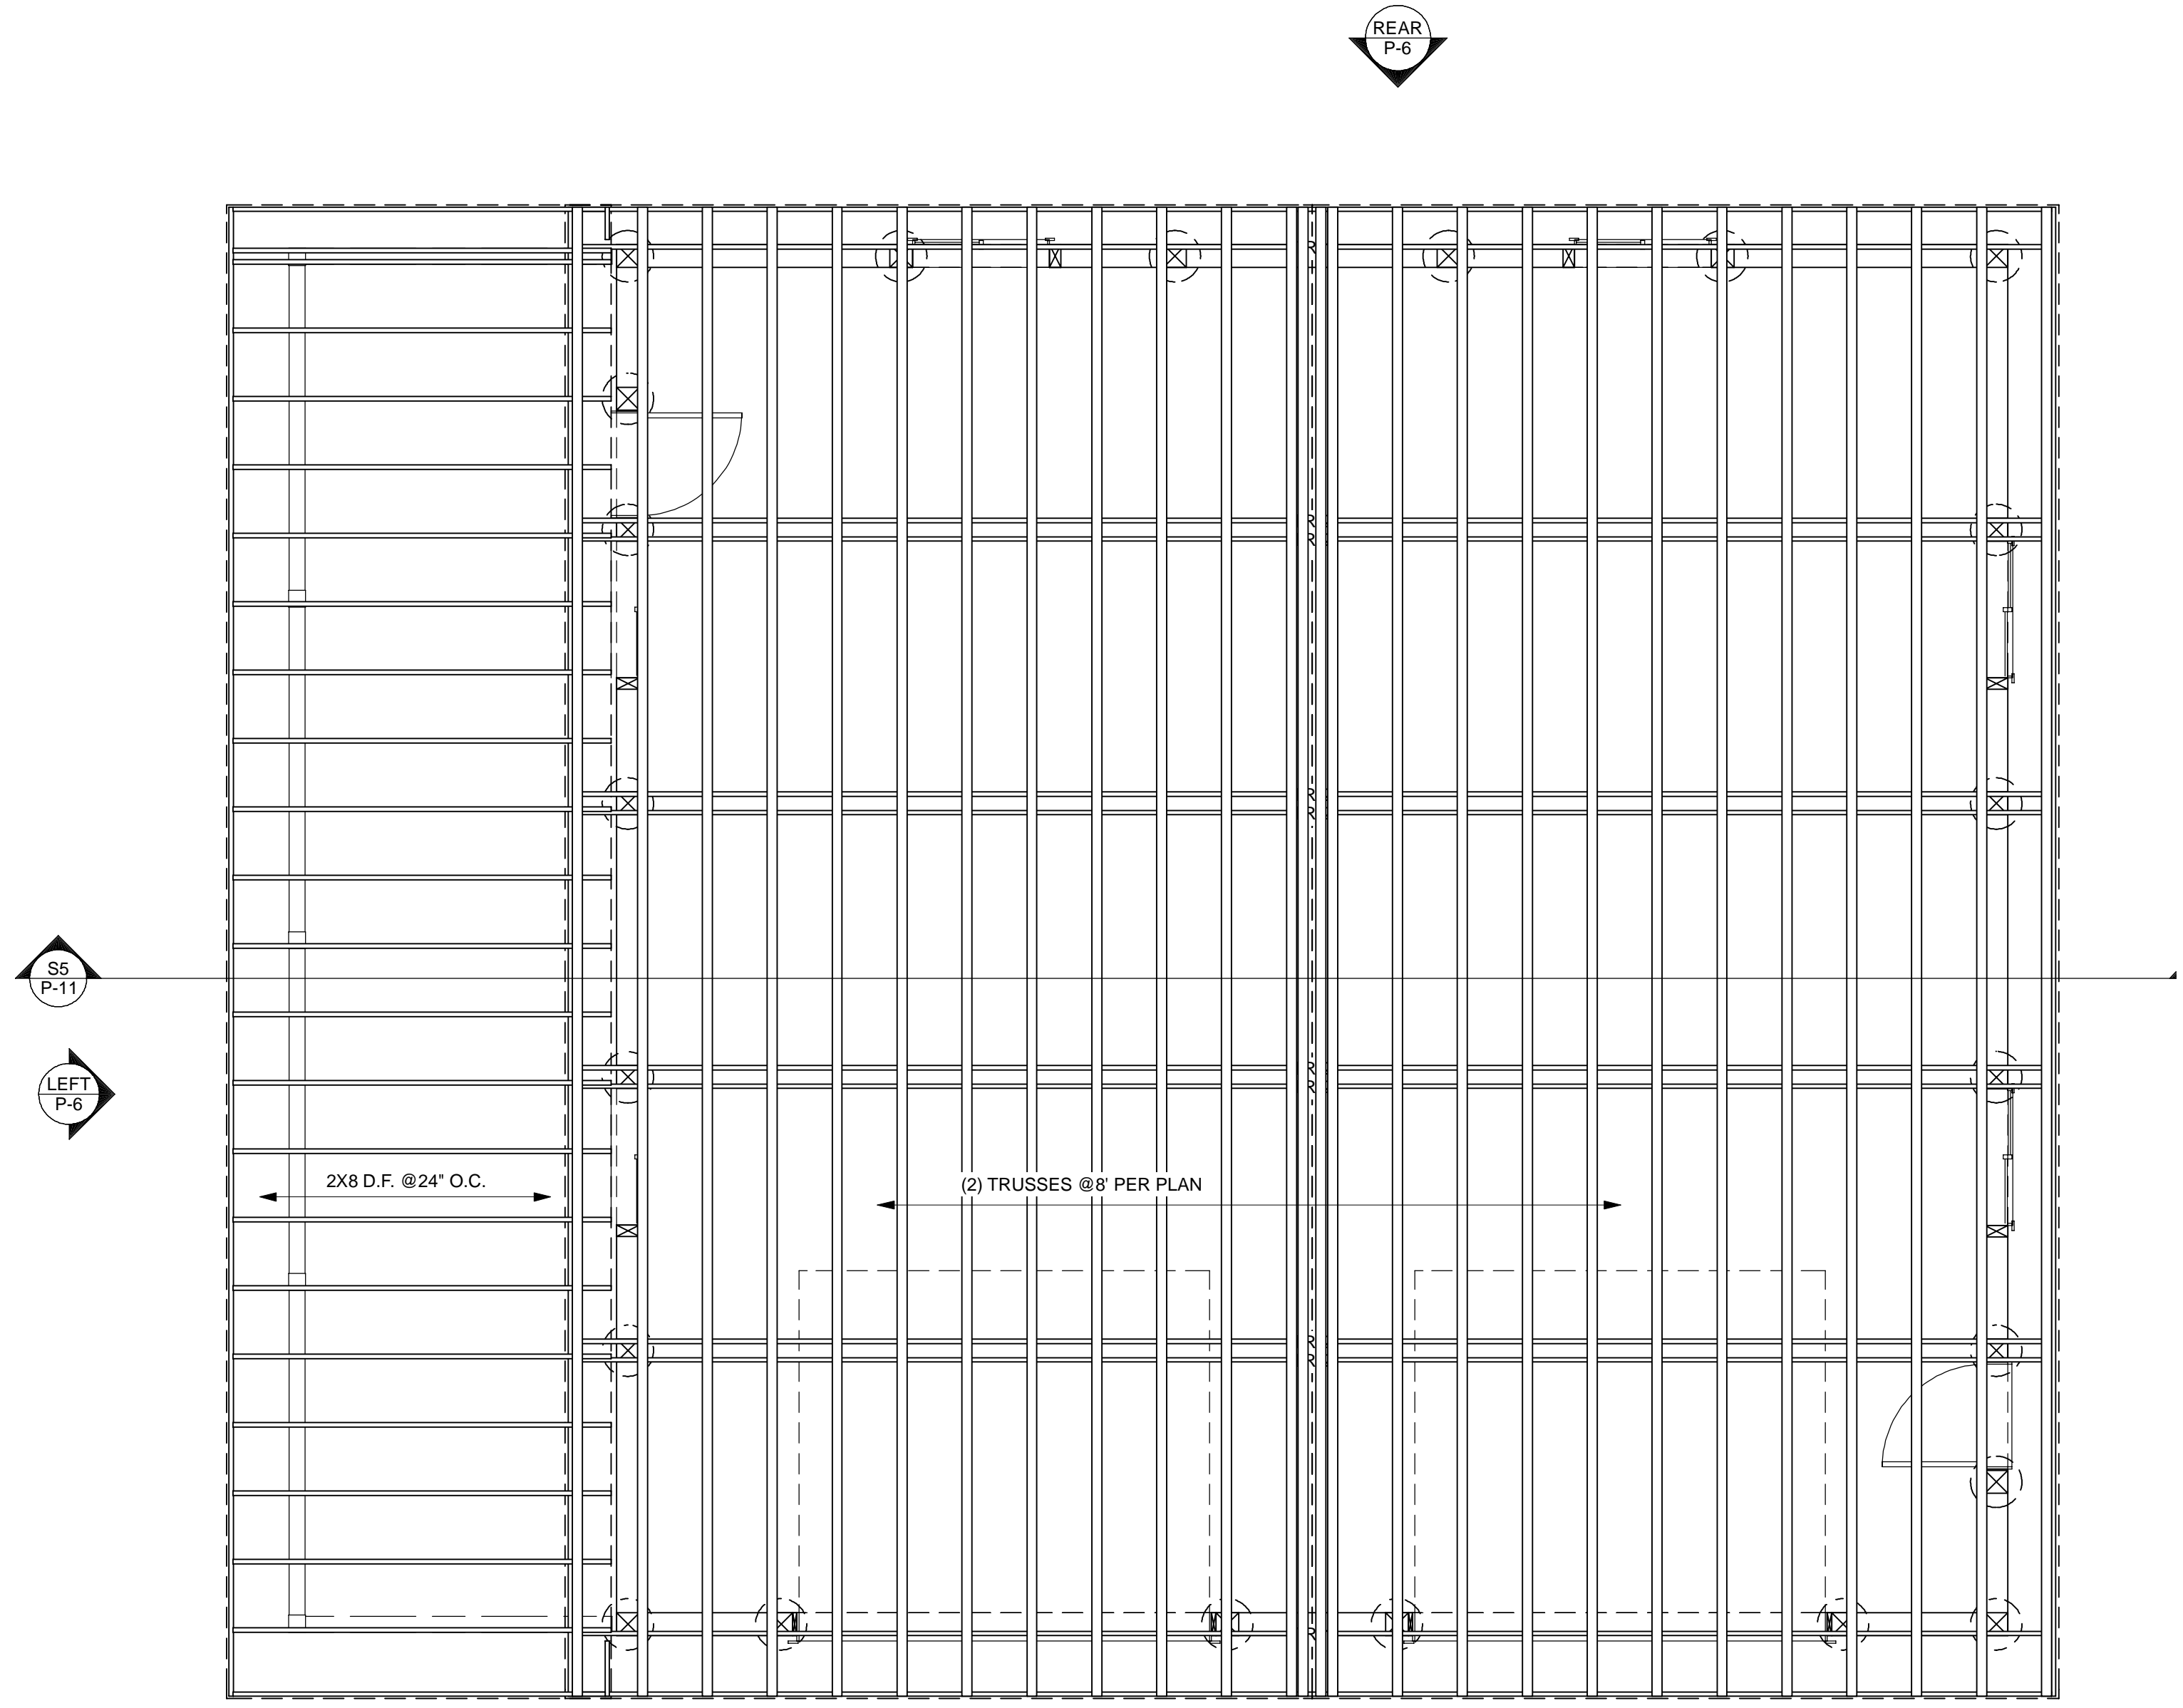 REAR
P-6
R
R
R
R
R
S5
P-11
R
R
LEFT
P-6
2X8 D.F. @24" O.C.
(2) TRUSSES @8' PER PLAN
R
R
R